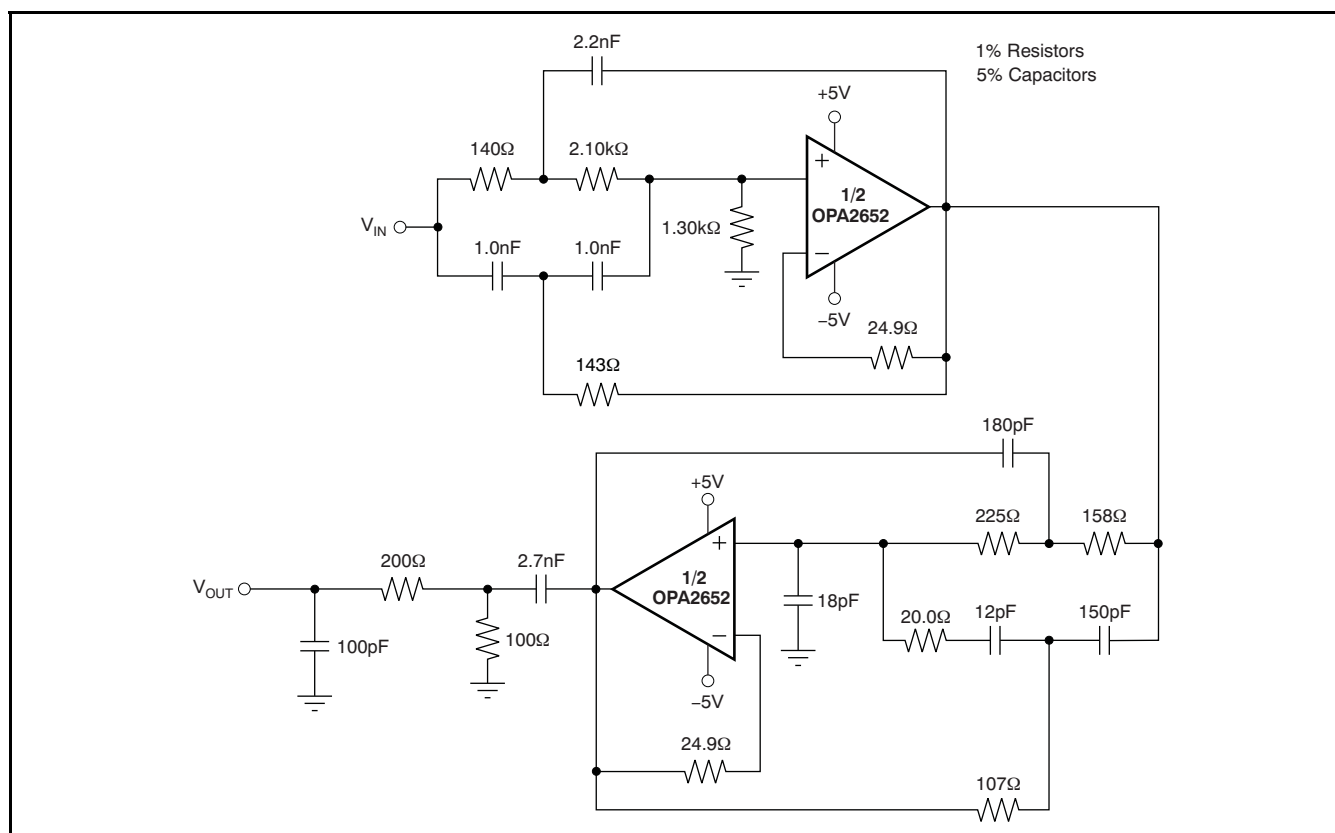 2.2nF
1% Resistors
5% Capacitors
+5V
140Ω
2.10kΩ
+
1/2
OPA2652
VIN
1.30kΩ
1.0nF
1.0nF
−
−5V
24.9Ω
143Ω
180pF
+5V
225Ω
158Ω
+
200Ω
2.7nF
1/2
OPA2652
VOUT
18pF
20.0Ω
12pF
150pF
−
100Ω
100pF
−5V
24.9Ω
107Ω